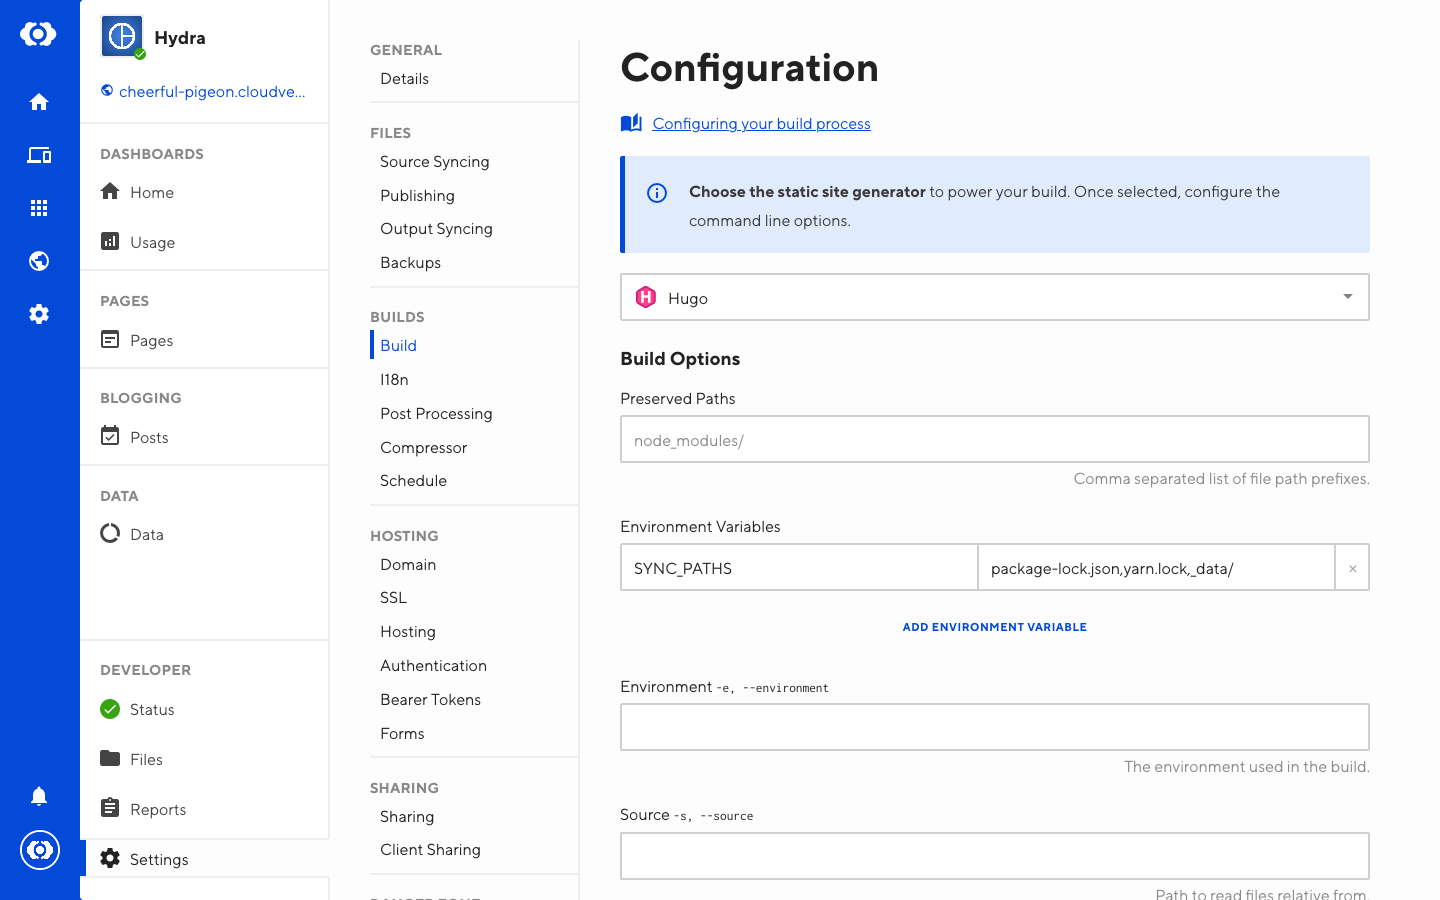 Hydra
cheerful-pigeon.cloudve...
DASHBOARDS
Home
Usage
PAGES
Pages
BLOGGING
Posts
DATA
Data
DEVELOPER
Status
Files
Reports
Settings
GENERAL
Details
FILES
Source Syncing
Publishing
Output Syncing
Backups
BUILDS
Build
I18n
Post Processing
Compressor
Schedule
HOSTING
Domain
SSL
Hosting
Authentication
Bearer Tokens
Forms
SHARING
Sharing
Client Sharing
DANGER ZONE
Configuration
Configuring your build process
Choose the static site generator to power your build. Once selected, configure the
command line options.
Hugo
Build Options
Preserved Paths
node_modules/
Comma separated list of file path prefixes.
Environment Variables
SYNC_PATHS package-lock.json,yarn.lock,_data/ ×
ADD ENVIRONMENT VARIABLE
Environment -e, --environment
The environment used in the build.
Source -s, --source
Path to read files relative from.